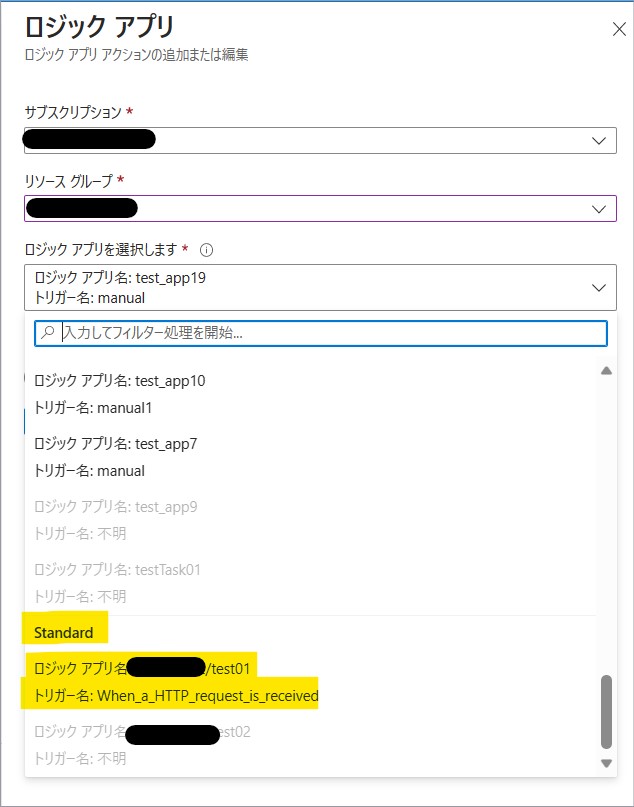 ロジック アプリ
ロジック アプリ アクションの追加または編集
サブスクリプション *
リソース グループ *
ロジック アプリを選択します *
ロジック アプリ名: test_app19
トリガー名: manual
入力してフィルター処理を開始...
ロジック アプリ名: test_app10
トリガー名: manual1
ロジック アプリ名: test_app7
トリガー名: manual
ロジック アプリ名: test_app9
トリガー名: 不明
ロジック アプリ名: testTask01
トリガー名: 不明
Standard
ロジック アプリ名 /test01
トリガー名: When_a_HTTP_request_is_received
ロジック アプリ名 est02
トリガー名: 不明